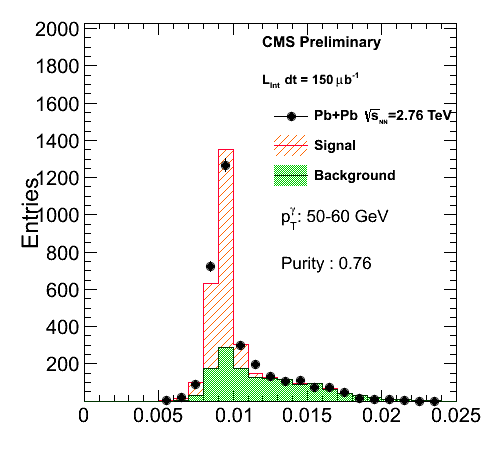 CMS Preliminary
L_Int dt = 150 μb⁻¹
Pb+Pb √s_NN=2.76 TeV
Signal
Background
p_T^γ: 50-60 GeV
Purity : 0.76
Entries
2000
1800
1600
1400
1200
1000
800
600
400
200
0 0.005 0.01 0.015 0.02 0.025